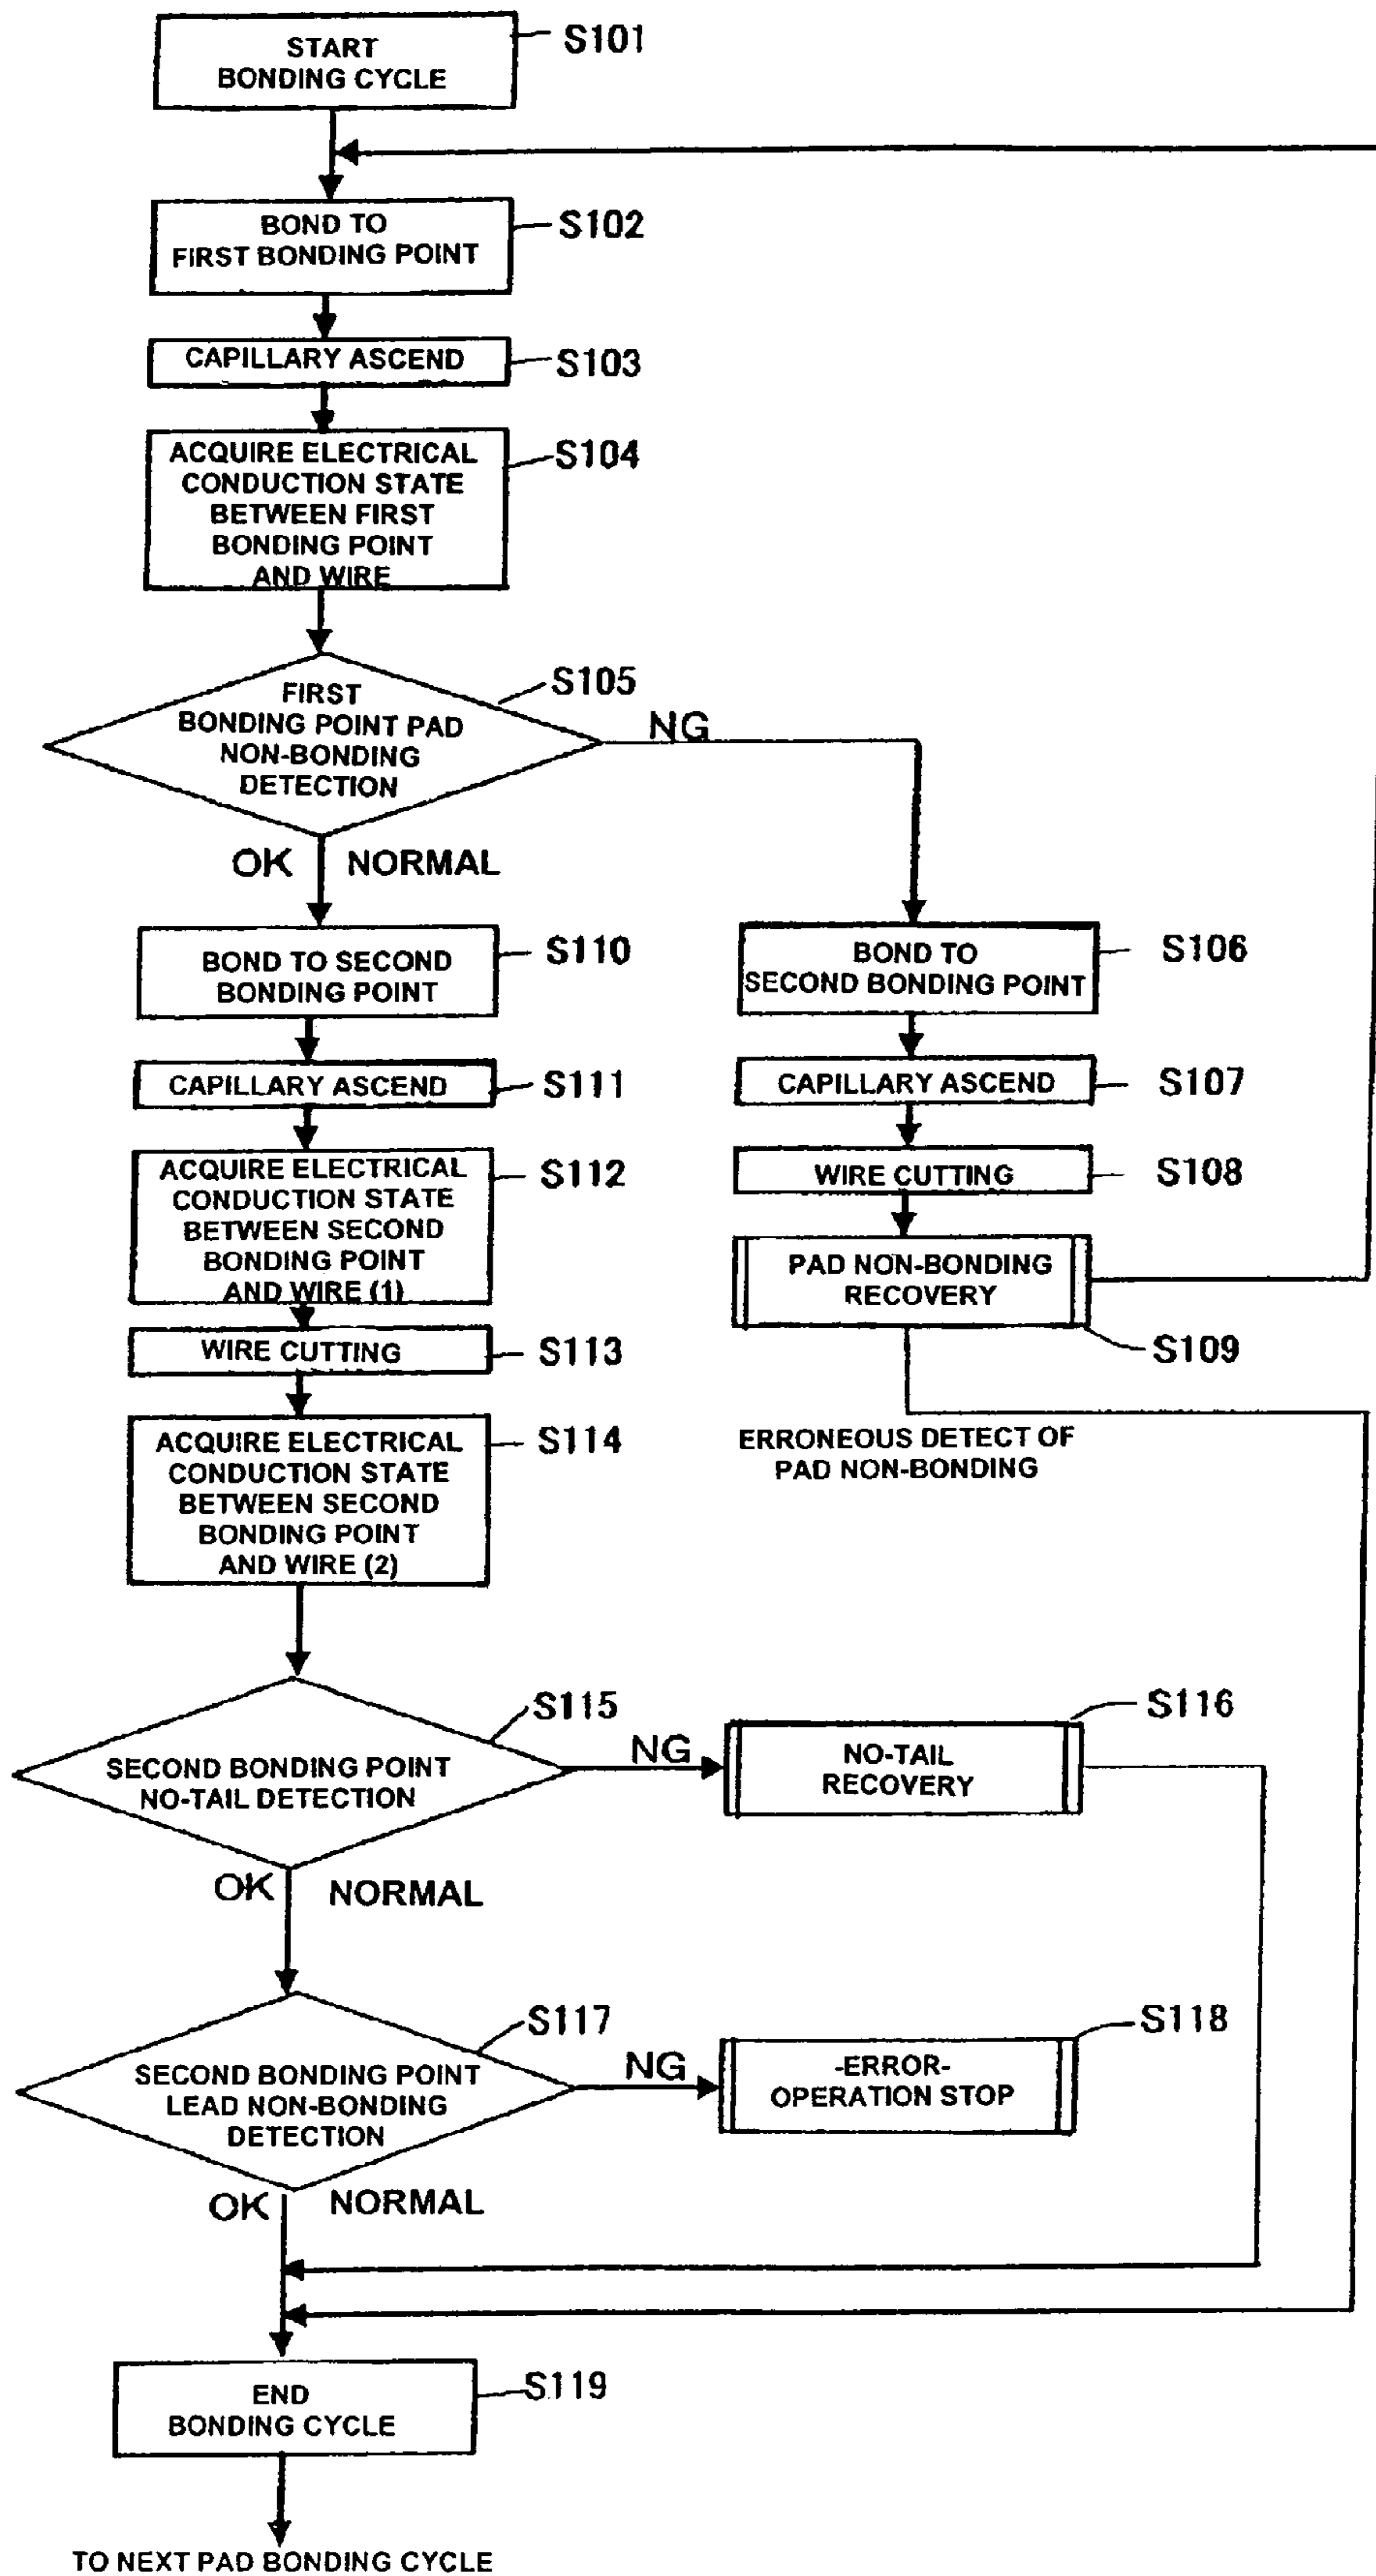 START
BONDING CYCLE
S101
BOND TO
FIRST BONDING POINT
S102
CAPILLARY ASCEND
S103
ACQUIRE ELECTRICAL
CONDUCTION STATE
BETWEEN FIRST
BONDING POINT
AND WIRE
S104
FIRST
BONDING POINT PAD
NON-BONDING
DETECTION
S105
NG
OK NORMAL
BOND TO SECOND
BONDING POINT
S110
BOND TO
SECOND BONDING POINT
S106
CAPILLARY ASCEND
S111
CAPILLARY ASCEND
S107
ACQUIRE ELECTRICAL
CONDUCTION STATE
BETWEEN SECOND
BONDING POINT
AND WIRE (1)
S112
WIRE CUTTING
S108
PAD NON-BONDING
RECOVERY
S109
WIRE CUTTING
S113
ACQUIRE ELECTRICAL
CONDUCTION STATE
BETWEEN SECOND
BONDING POINT
AND WIRE (2)
S114
ERRONEOUS DETECT OF
PAD NON-BONDING
SECOND BONDING POINT
NO-TAIL DETECTION
S115
NG
NO-TAIL
RECOVERY
S116
OK NORMAL
SECOND BONDING POINT
LEAD NON-BONDING
DETECTION
S117
NG
-ERROR-
OPERATION STOP
S118
OK NORMAL
END
BONDING CYCLE
S119
TO NEXT PAD BONDING CYCLE